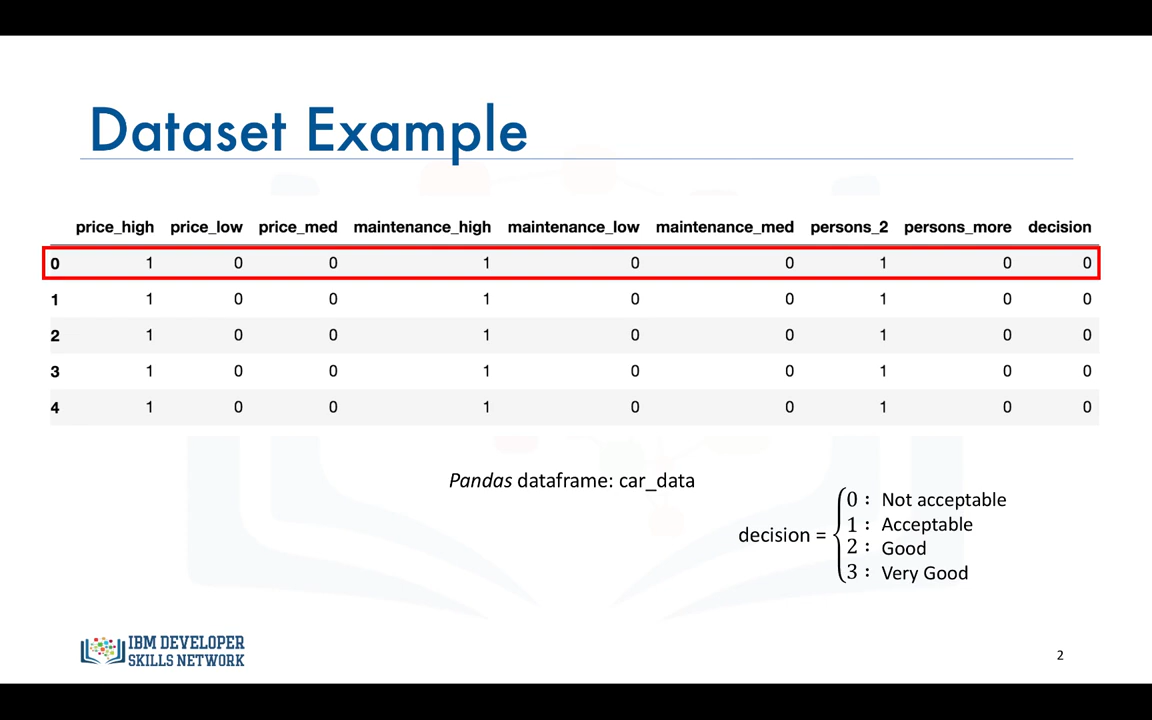 Dataset Example
price_high price_low price_med maintenance_high maintenance_low maintenance_med persons_2 persons_more decision
0 1 0 0 1 0 0 1 0 0
1 1 0 0 1 0 0 1 0 0
2 1 0 0 1 0 0 1 0 0
3 1 0 0 1 0 0 1 0 0
4 1 0 0 1 0 0 1 0 0
Pandas dataframe: car_data
0 : Not acceptable
1 : Acceptable
decision =
2 : Good
3 : Very Good
IBM DEVELOPER
SKILLS NETWORK
2